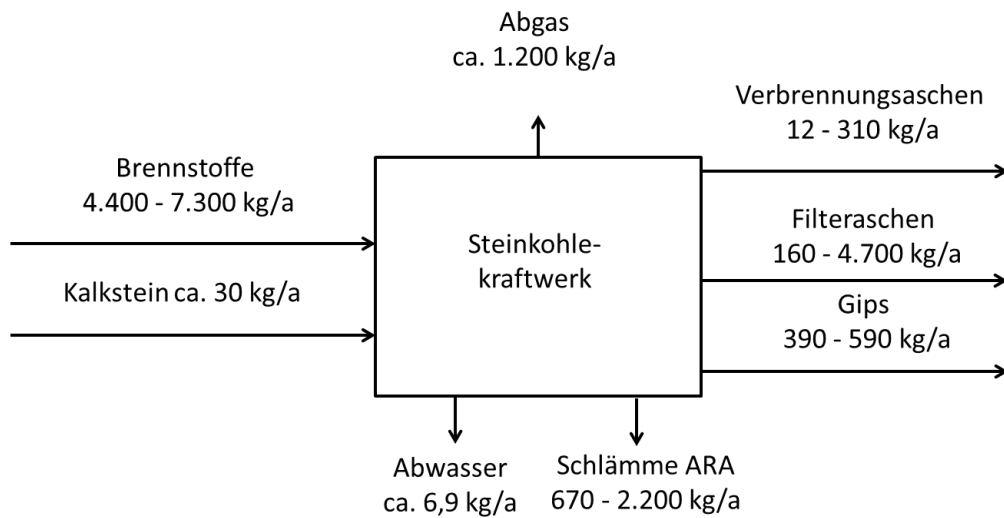 Abgas
ca. 1.200 kg/a
Verbrennungsaschen
12 - 310 kg/a
Brennstoffe
4.400 - 7.300 kg/a
Filteraschen
160 - 4.700 kg/a
Steinkohle-
kraftwerk
Kalkstein ca. 30 kg/a
Gips
390 - 590 kg/a
Abwasser
ca. 6,9 kg/a
Schlämme ARA
670 - 2.200 kg/a